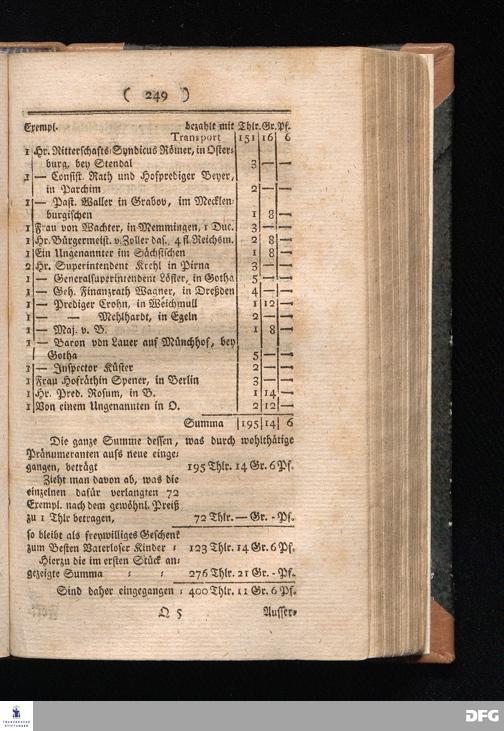 ( 249 )
Exempl. bezahlt mit Thlr. Gr. Pf.
Transport 151 16 6
1 Hr. Ritterschafts-Syndicus Römer, in Oster-
burg, bey Stendal 3 — —
1 — Consist. Rath und Hofprediger Beyer,
in Parchim 2 — —
1 — Past. Waller in Grabov, im Mecklen-
burgischen 1 8 —
1 Frau von Wachter, in Memmingen, 1 Duc. 3 — —
1 Hr. Bürgermeist. v. Zoller das. 4 fl. Reichsm. 2 8 —
1 Ein Ungenannter im Sächsischen 1 8 —
2 Hr. Superintendent Krehl in Pirna 3 — —
1 — Generalsuperintendent Löffler, in Gotha 5 — —
1 — Geh. Finanzrath Wagner, in Dreßden 4 — —
1 — Prediger Crohn, in Weichmull 1 12 —
1 — — Mehlhardt, in Egeln 2 — —
1 — Maj. v. B. 1 8 —
1 — Baron von Lauer auf Münchhof, bey
Gotha 5 — —
1 — Inspector Küster 2 — —
1 Frau Hofräthin Spener, in Berlin 3 — —
1 Hr. Pred. Rosum, in B. 1 14 —
1 Von einem Ungenannten in O. 2 12 —
Summa 195 14 6
Die ganze Summe dessen, was durch wohlthätige
Pränumeranten aufs neue einge-
gangen, beträgt 195 Thlr. 14 Gr. 6 Pf.
Zieht man davon ab, was die
einzelnen dafür verlangten 72
Exempl. nach dem gewöhnl. Preiß
zu 1 Thlr betragen, 72 Thlr. — Gr. - Pf.
so bleibt als freywilliges Geschenk
zum Besten Vaterloser Kinder : 123 Thlr. 14 Gr. 6 Pf.
Hierzu die im ersten Stück an-
gezeigte Summa : : 276 Thlr. 21 Gr. - Pf.
Sind daher eingegangen : 400 Thlr. 11 Gr. 6 Pf.
Q 5 Ausser-
FRANCKESCHE
STIFTUNGEN
DFG